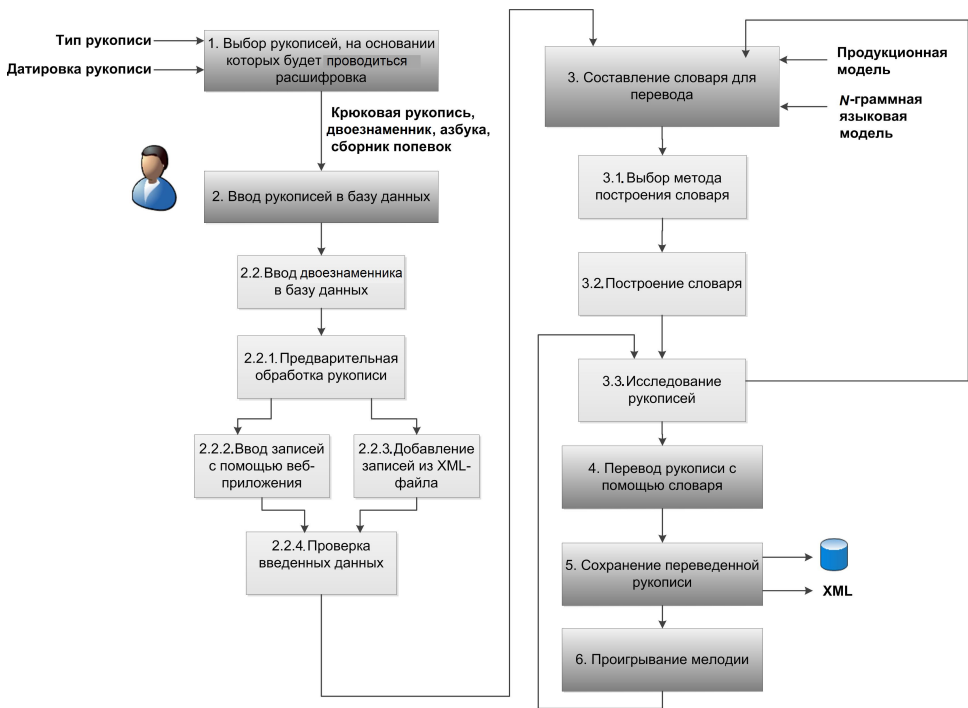 Тип рукописи
Датировка рукописи
1. Выбор рукописей, на основании
которых будет проводиться
расшифровка
Крюковая рукопись,
двоезнаменник, азбука,
сборник попевок
2. Ввод рукописей в базу данных
2.2.Ввод двоезнаменника
в базу данных
2.2.1.Предварительная
обработка рукописи
2.2.2.Ввод записей
с помощью веб-
приложения
2.2.3.Добавление
записей из XML-
файла
2.2.4.Проверка
введенных данных
3. Составление словаря для
перевода
Продукционная
модель
N-граммная
языковая
модель
3.1.Выбор метода
построения словаря
3.2.Построение словаря
3.3.Исследование
рукописей
4. Перевод рукописи с
помощью словаря
5. Сохранение переведенной
рукописи
XML
6. Проигрывание мелодии